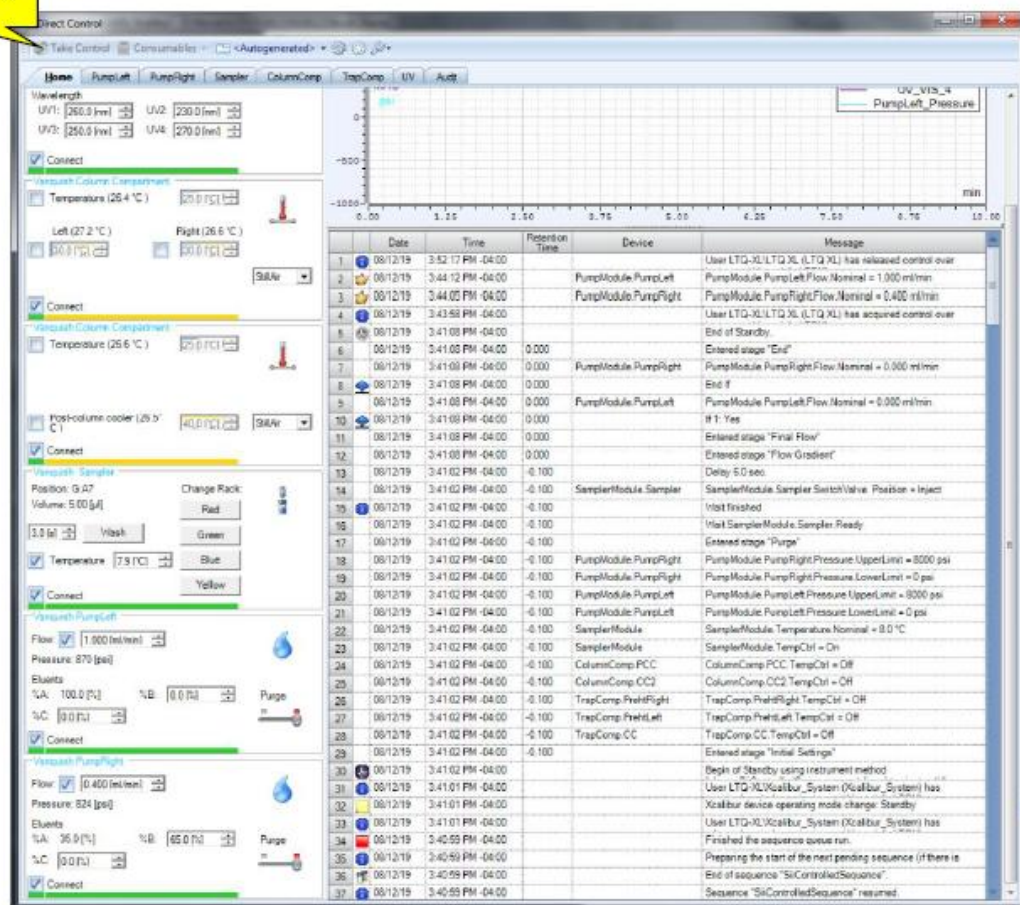 Direct Control
Take Control Consumables <Autogenerated>
Home PumpLeft PumpRight Sampler ColumnComp TrapComp UV Audit
Wavelength
UV1: 260.0 [nm] UV2: 230.0 [nm]
UV3: 250.0 [nm] UV4: 270.0 [nm]
Connect
Vanquish Column Compartment
Temperature (26.4 °C )
Left (27.2 °C ) Right (26.6 °C )
Still Air
Connect
Vanquish Column Compartment
Temperature (25.6 °C )
Post-column cooler (26.5° C )
40.0 [°C] Still Air
Connect
Vanquish Sampler
Position: G:A7 Change Rack:
Volume: 5.00 [µl] Red
3.0 [s] Wash Green
Temperature 7.9 [°C] Blue
Yellow
Connect
Vanquish PumpLeft
Flow: 1.000 [ml/min]
Pressure: 870 [psi]
Eluents
%A: 100.0 [%] %B: 0.0 [%] Purge
%C: 0.0 [%]
Connect
Vanquish PumpRight
Flow: 0.400 [ml/min]
Pressure: 824 [psi]
Eluents
%A: 35.0 [%] %B: 65.0 [%] Purge
%C: 0.0 [%]
Connect
UV_VIS_4
PumpLeft_Pressure
0
-500
-1000
min
0.00 1.25 2.50 3.75 5.00 6.25 7.50 8.75 10.00
Date Time Retention Time Device Message
1 08/12/19 3:52:17 PM -04:00 User LTQ-XL\LTQ XL (LTQ XL) has released control over
2 08/12/19 3:44:12 PM -04:00 PumpModule.PumpLeft PumpModule.PumpLeft.Flow.Nominal = 1.000 ml/min
3 08/12/19 3:44:05 PM -04:00 PumpModule.PumpRight PumpModule.PumpRight.Flow.Nominal = 0.400 ml/min
4 08/12/19 3:43:58 PM -04:00 User LTQ-XL\LTQ XL (LTQ XL) has acquired control over
5 08/12/19 3:41:08 PM -04:00 End of Standby.
6 08/12/19 3:41:08 PM -04:00 0.000 Entered stage "End"
7 08/12/19 3:41:08 PM -04:00 0.000 PumpModule.PumpRight PumpModule.PumpRight.Flow.Nominal = 0.000 ml/min
8 08/12/19 3:41:08 PM -04:00 0.000 End If
9 08/12/19 3:41:08 PM -04:00 0.000 PumpModule.PumpLeft PumpModule.PumpLeft.Flow.Nominal = 0.000 ml/min
10 08/12/19 3:41:08 PM -04:00 0.000 If 1: Yes
11 08/12/19 3:41:08 PM -04:00 0.000 Entered stage "Final Flow"
12 08/12/19 3:41:08 PM -04:00 0.000 Entered stage "Flow Gradient"
13 08/12/19 3:41:02 PM -04:00 -0.100 Delay 6.0 sec.
14 08/12/19 3:41:02 PM -04:00 -0.100 SamplerModule.Sampler SamplerModule.Sampler.SwitchValve. Position = Inject
15 08/12/19 3:41:02 PM -04:00 -0.100 Wait finished
16 08/12/19 3:41:02 PM -04:00 -0.100 Wait SamplerModule.Sampler.Ready
17 08/12/19 3:41:02 PM -04:00 -0.100 Entered stage "Purge"
18 08/12/19 3:41:02 PM -04:00 -0.100 PumpModule.PumpRight PumpModule.PumpRight.Pressure.UpperLimit = 8000 psi
19 08/12/19 3:41:02 PM -04:00 -0.100 PumpModule.PumpRight PumpModule.PumpRight.Pressure.LowerLimit = 0 psi
20 08/12/19 3:41:02 PM -04:00 -0.100 PumpModule.PumpLeft PumpModule.PumpLeft.Pressure.UpperLimit = 8000 psi
21 08/12/19 3:41:02 PM -04:00 -0.100 PumpModule.PumpLeft PumpModule.PumpLeft.Pressure.LowerLimit = 0 psi
22 08/12/19 3:41:02 PM -04:00 -0.100 SamplerModule SamplerModule.Temperature.Nominal = 8.0 °C
23 08/12/19 3:41:02 PM -04:00 -0.100 SamplerModule SamplerModule.TempCtrl = On
24 08/12/19 3:41:02 PM -04:00 -0.100 ColumnComp.PCC ColumnComp.PCC.TempCtrl = Off
25 08/12/19 3:41:02 PM -04:00 -0.100 ColumnComp.CC2 ColumnComp.CC2.TempCtrl = Off
26 08/12/19 3:41:02 PM -04:00 -0.100 TrapComp.PrehtRight TrapComp.PrehtRight.TempCtrl = Off
27 08/12/19 3:41:02 PM -04:00 -0.100 TrapComp.PrehtLeft TrapComp.PrehtLeft.TempCtrl = Off
28 08/12/19 3:41:02 PM -04:00 -0.100 TrapComp.CC TrapComp.CC.TempCtrl = Off
29 08/12/19 3:41:02 PM -04:00 -0.100 Entered stage "Initial Settings"
30 08/12/19 3:41:02 PM -04:00 Begin of Standby using instrument method
31 08/12/19 3:41:01 PM -04:00 User LTQ-XL\Xcalibur_System (Xcalibur_System) has
32 08/12/19 3:41:01 PM -04:00 Xcalibur device operating mode change: Standby
33 08/12/19 3:41:01 PM -04:00 User LTQ-XL\Xcalibur_System (Xcalibur_System) has
34 08/12/19 3:40:59 PM -04:00 Finished the sequence queue run.
35 08/12/19 3:40:59 PM -04:00 Preparing the start of the next pending sequence (if there is
36 08/12/19 3:40:59 PM -04:00 End of sequence "SiiControlledSequence".
37 08/12/19 3:40:59 PM -04:00 Sequence "SiiControlledSequence" resumed.